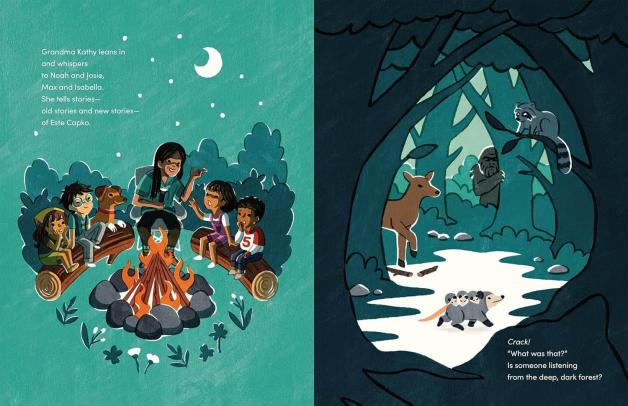 Grandma Kathy leans in
and whispers
to Noah and Josie,
Max and Isabella.
She tells stories—
old stories and new stories—
of Este Capko.
5
Crack!
"What was that?"
Is someone listening
from the deep, dark forest?